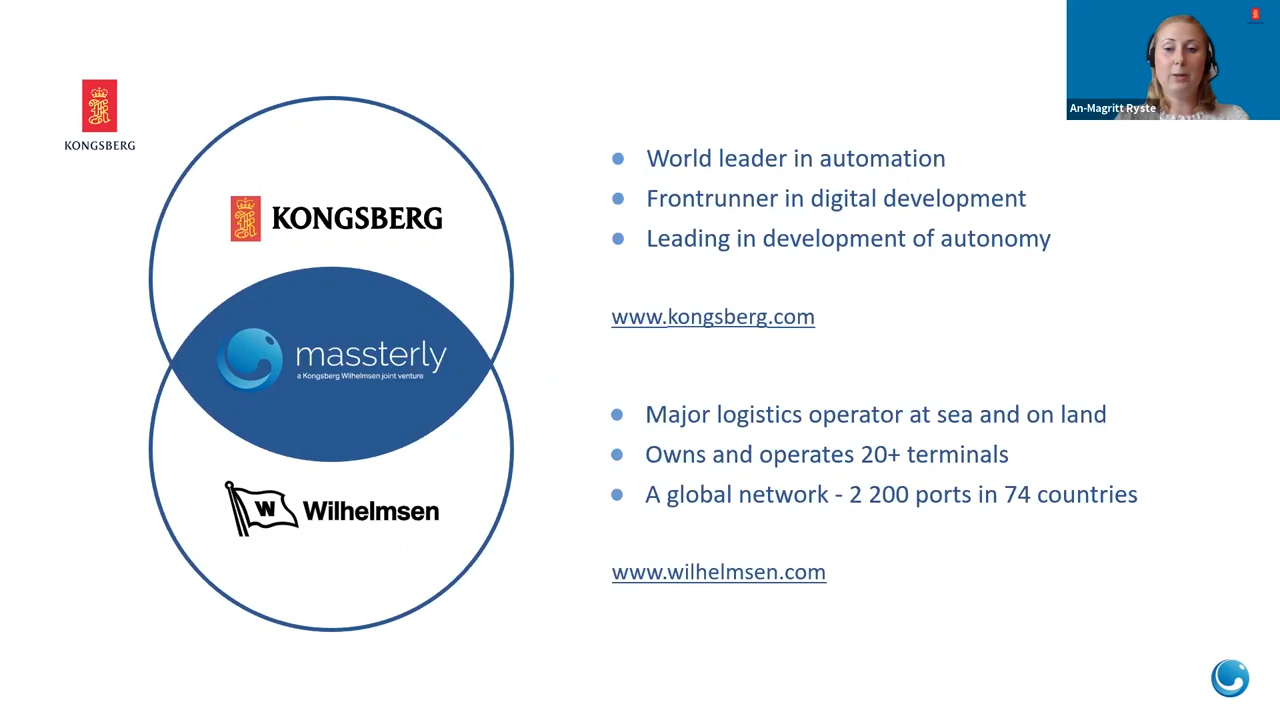 An-Magritt Ryste
KONGSBERG
KONGSBERG
massterly
a Kongsberg Wilhelmsen joint venture
W Wilhelmsen
World leader in automation
Frontrunner in digital development
Leading in development of autonomy
www.kongsberg.com
Major logistics operator at sea and on land
Owns and operates 20+ terminals
A global network - 2 200 ports in 74 countries
www.wilhelmsen.com